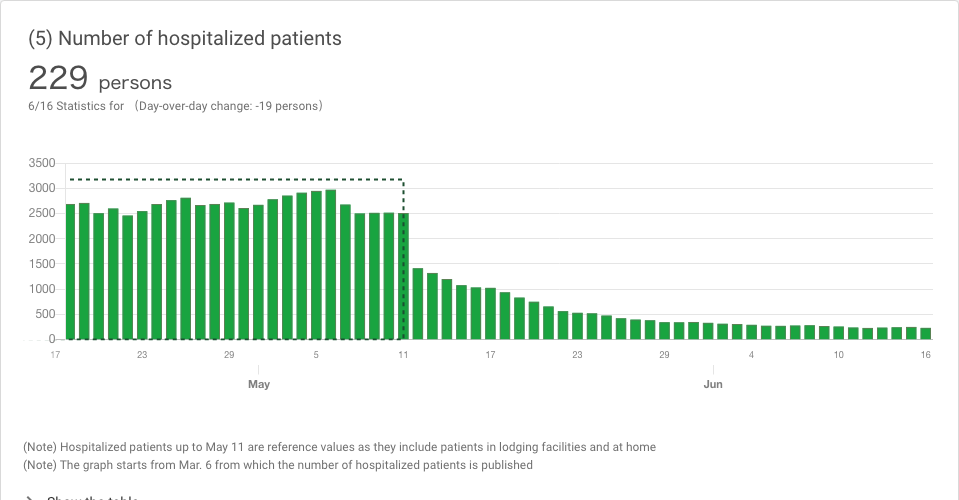 (5) Number of hospitalized patients
229 persons
6/16 Statistics for （Day-over-day change: -19 persons）
3500
3000
2500
2000
1500
1000
500
0
17 23 29 5 11 17 23 29 4 10 16
May Jun
(Note) Hospitalized patients up to May 11 are reference values as they include patients in lodging facilities and at home
(Note) The graph starts from Mar. 6 from which the number of hospitalized patients is published
Show the table